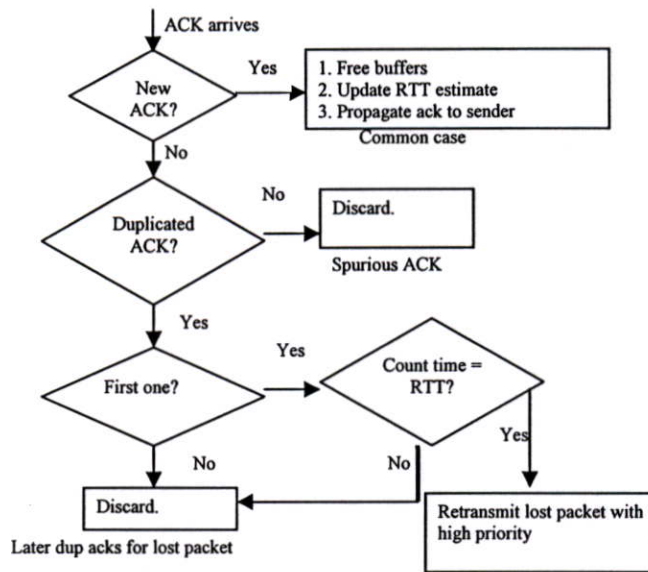 ACK arrives
New
ACK?
Yes
1. Free buffers
2. Update RTT estimate
3. Propagate ack to sender
Common case
No
Duplicated
ACK?
No
Discard.
Spurious ACK
Yes
First one?
Yes
Count time =
RTT?
Yes
No
No
Discard.
Later dup acks for lost packet
Retransmit lost packet with
high priority